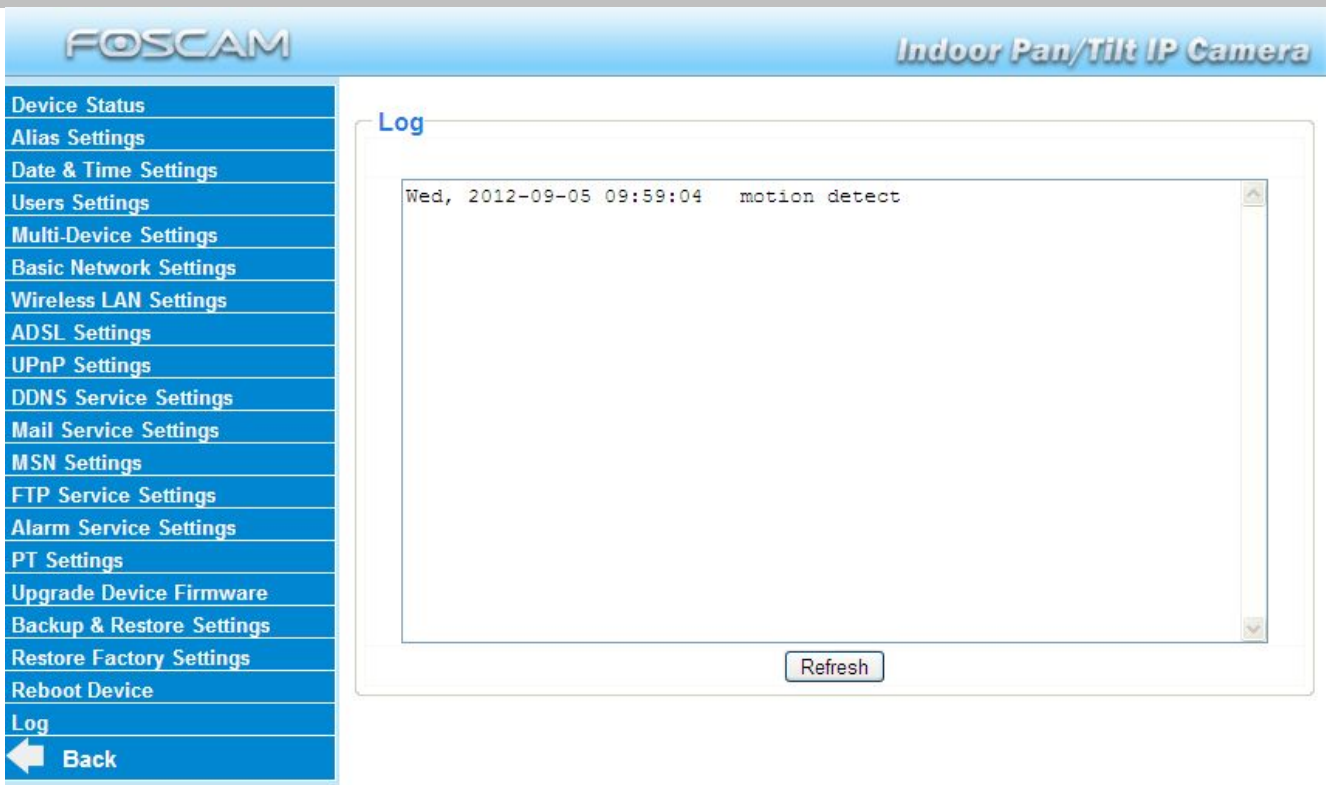 FOSCAM
Indoor Pan/Tilt IP Camera
Device Status
Alias Settings
Date & Time Settings
Users Settings
Multi-Device Settings
Basic Network Settings
Wireless LAN Settings
ADSL Settings
UPnP Settings
DDNS Service Settings
Mail Service Settings
MSN Settings
FTP Service Settings
Alarm Service Settings
PT Settings
Upgrade Device Firmware
Backup & Restore Settings
Restore Factory Settings
Reboot Device
Log
Back
Log
Wed, 2012-09-05 09:59:04 motion detect
Refresh